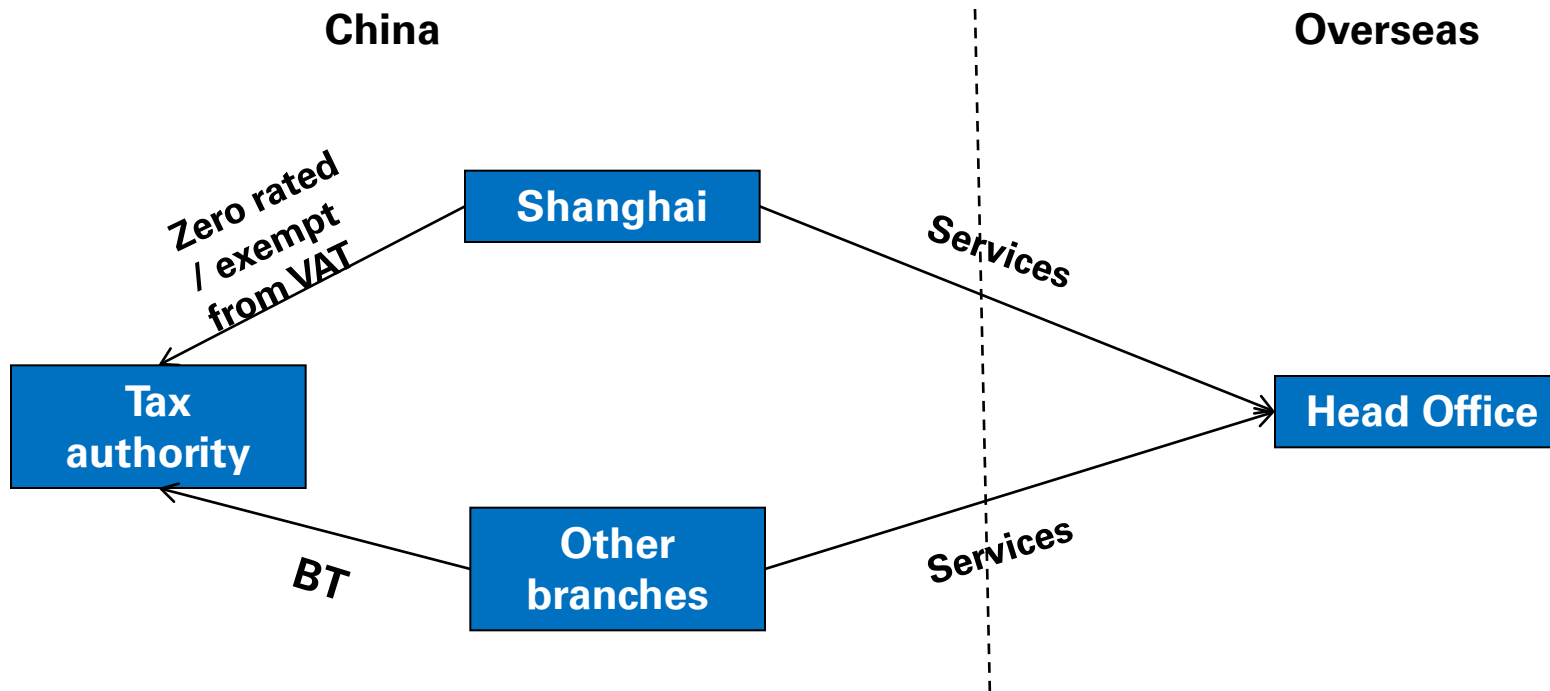 China
Overseas
Zero rated
/ exempt
from VAT
Shanghai
Services
Tax
authority
Head Office
Other
branches
Services
BT